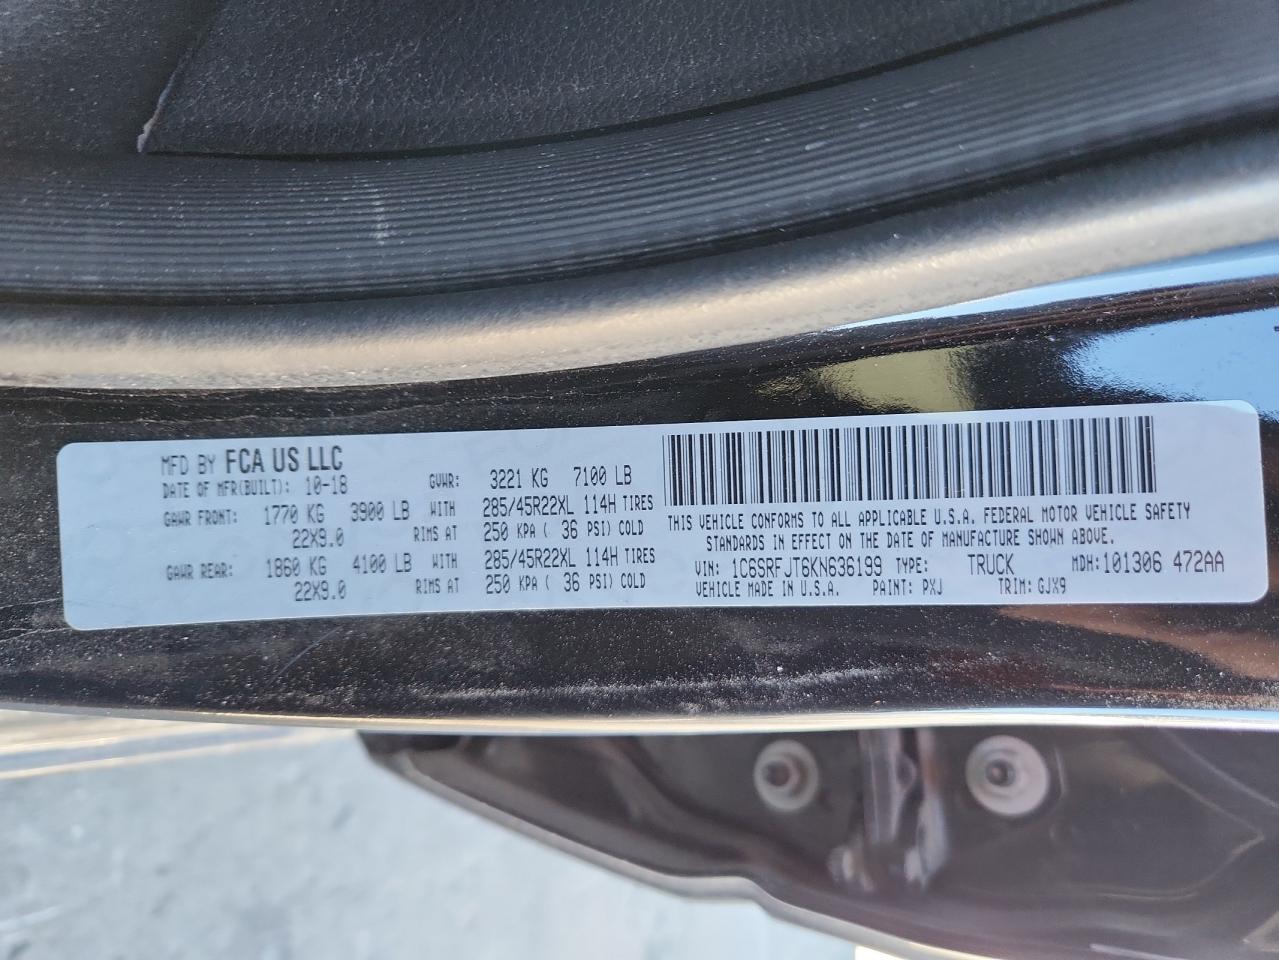 MFD BY FCA US LLC
DATE OF MFR(BUILT): 10-18 GVWR: 3221 KG 7100 LB
GAWR FRONT: 1770 KG 3900 LB WITH 285/45R22XL 114H TIRES
22X9.0 RIMS AT 250 KPA ( 36 PSI) COLD
GAWR REAR: 1860 KG 4100 LB WITH 285/45R22XL 114H TIRES
22X9.0 RIMS AT 250 KPA ( 36 PSI) COLD
THIS VEHICLE CONFORMS TO ALL APPLICABLE U.S.A. FEDERAL MOTOR VEHICLE SAFETY
STANDARDS IN EFFECT ON THE DATE OF MANUFACTURE SHOWN ABOVE.
VIN: 1C6SRFJT6KN636199 TYPE: TRUCK MDH:101306 472AA
VEHICLE MADE IN U.S.A. PAINT: PXJ TRIM: GJX9